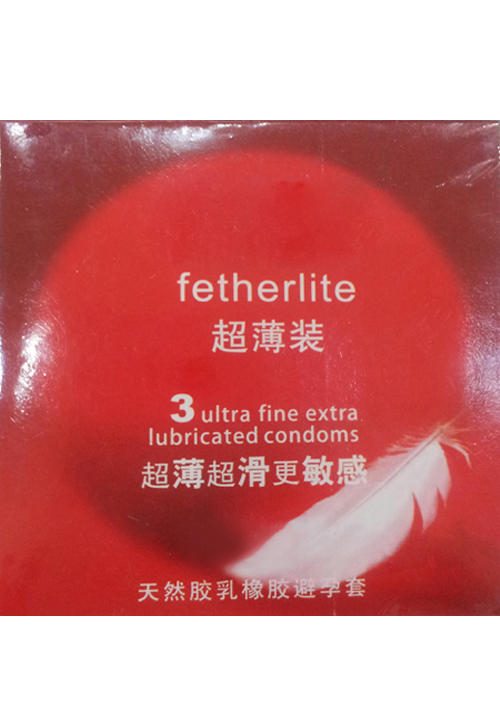 fetherlite
超薄装
3 ultra fine extra
lubricated condoms
超薄超滑更敏感
天然胶乳橡胶避孕套